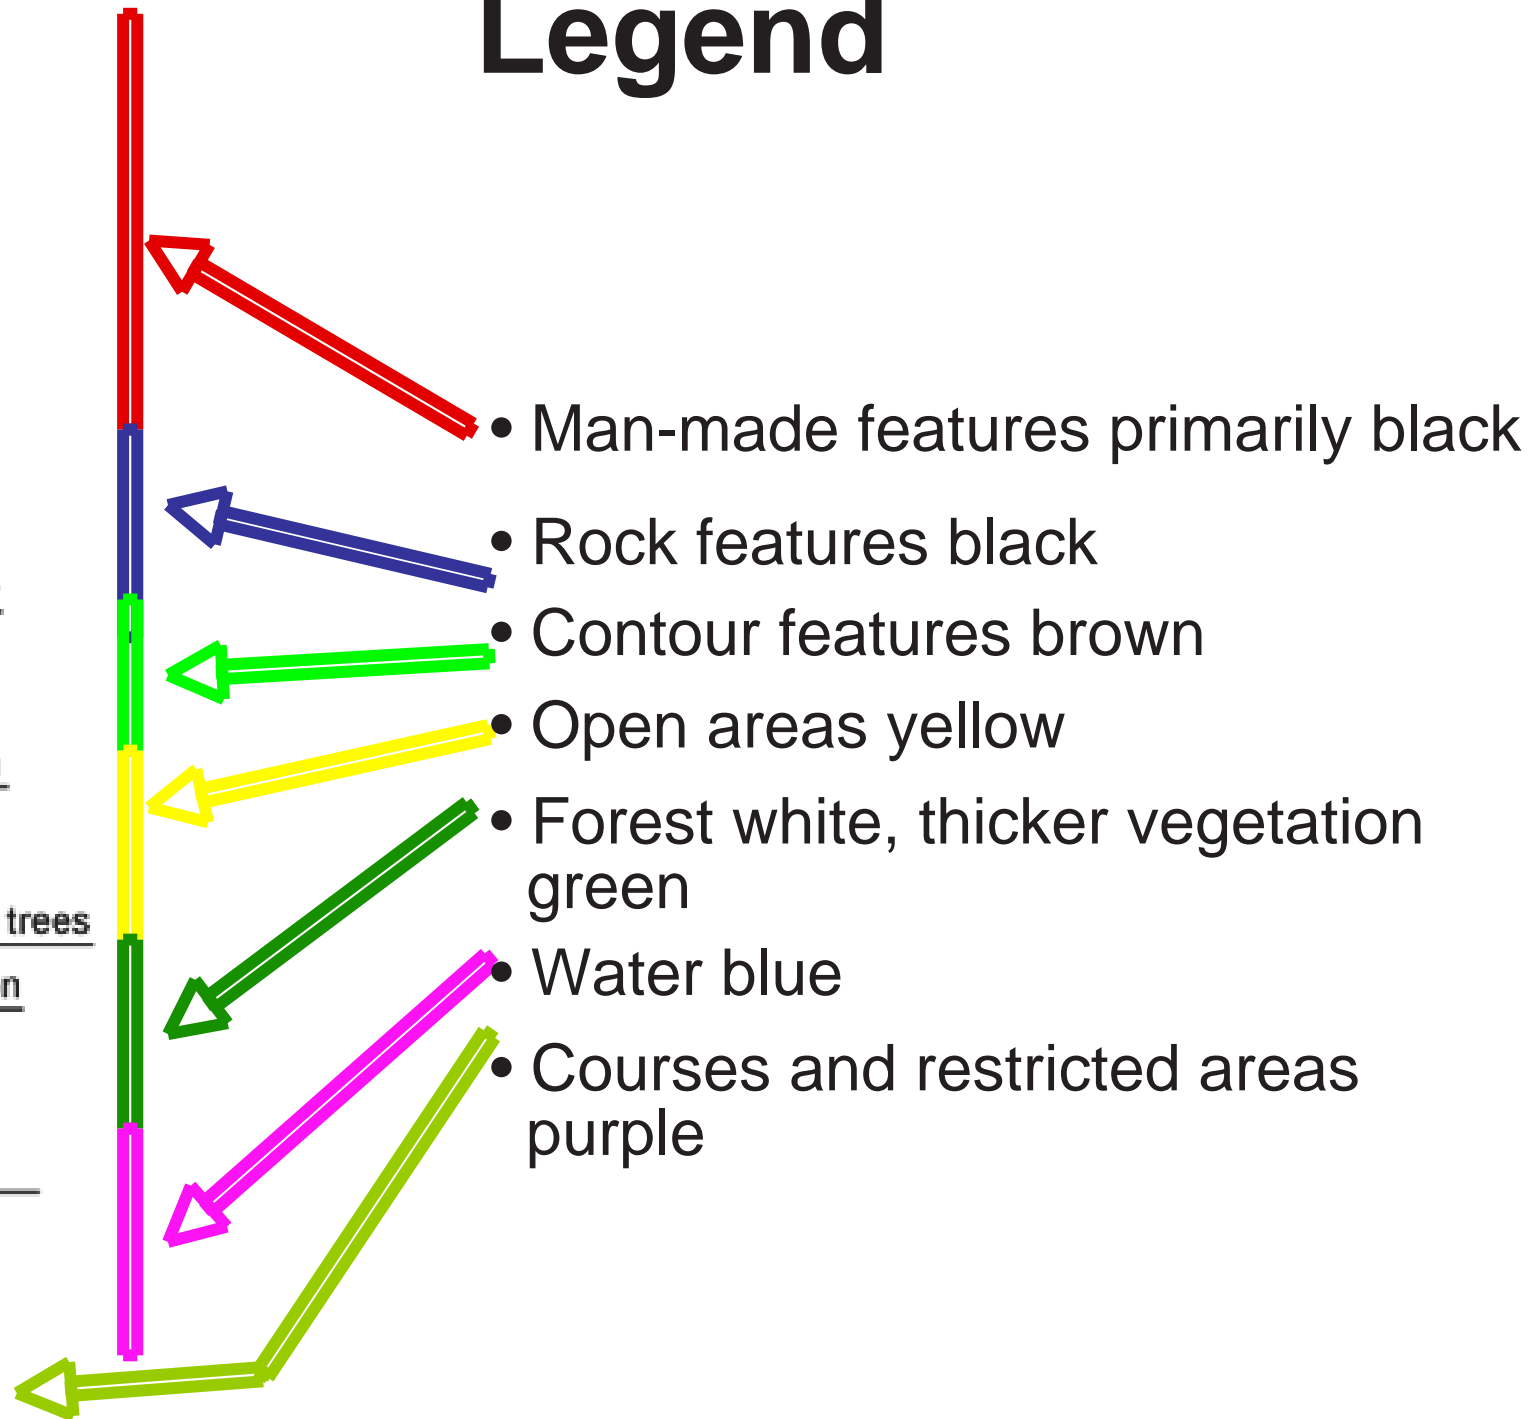 Legend
• Man-made features primarily black
• Rock features black
• Contour features brown
• Open areas yellow
• Forest white, thicker vegetation
green
trees
• Water blue
• Courses and restricted areas
purple